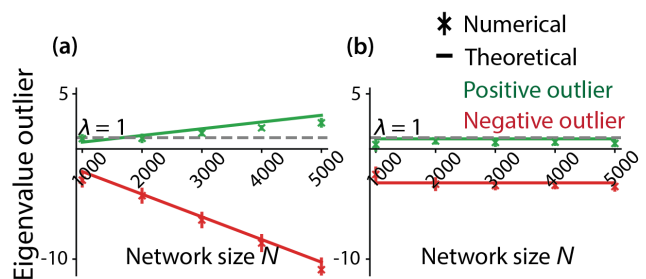 (a)
(b)
Numerical
Theoretical
Positive outlier
Negative outlier
Eigenvalue outlier
5
λ = 1
1000
2000
3000
4000
5000
-10
Network size N
5
λ = 1
1000
2000
3000
4000
5000
-10
Network size N